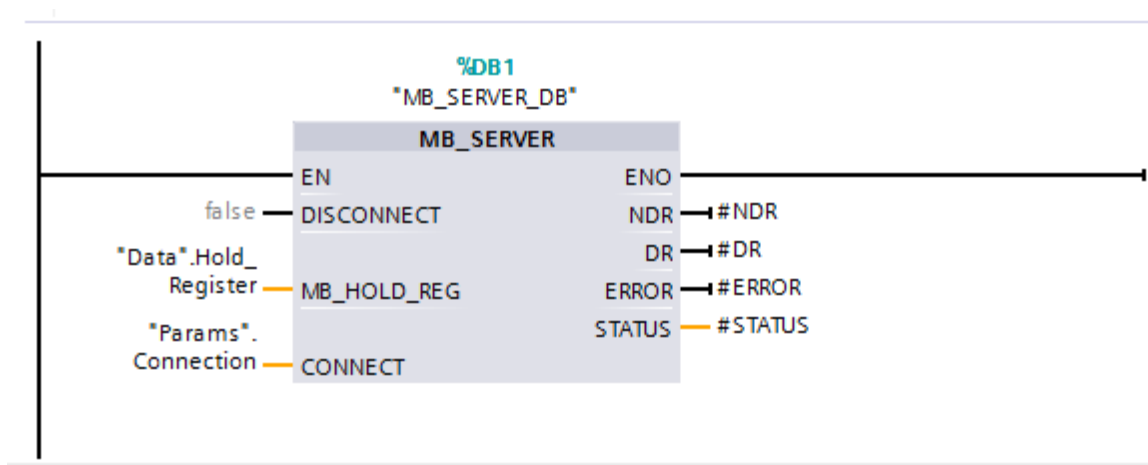 %DB1
"MB_SERVER_DB"
MB_SERVER
EN ENO
false DISCONNECT NDR #NDR
"Data".Hold_
DR #DR
Register MB_HOLD_REG ERROR #ERROR
"Params".
STATUS #STATUS
Connection CONNECT